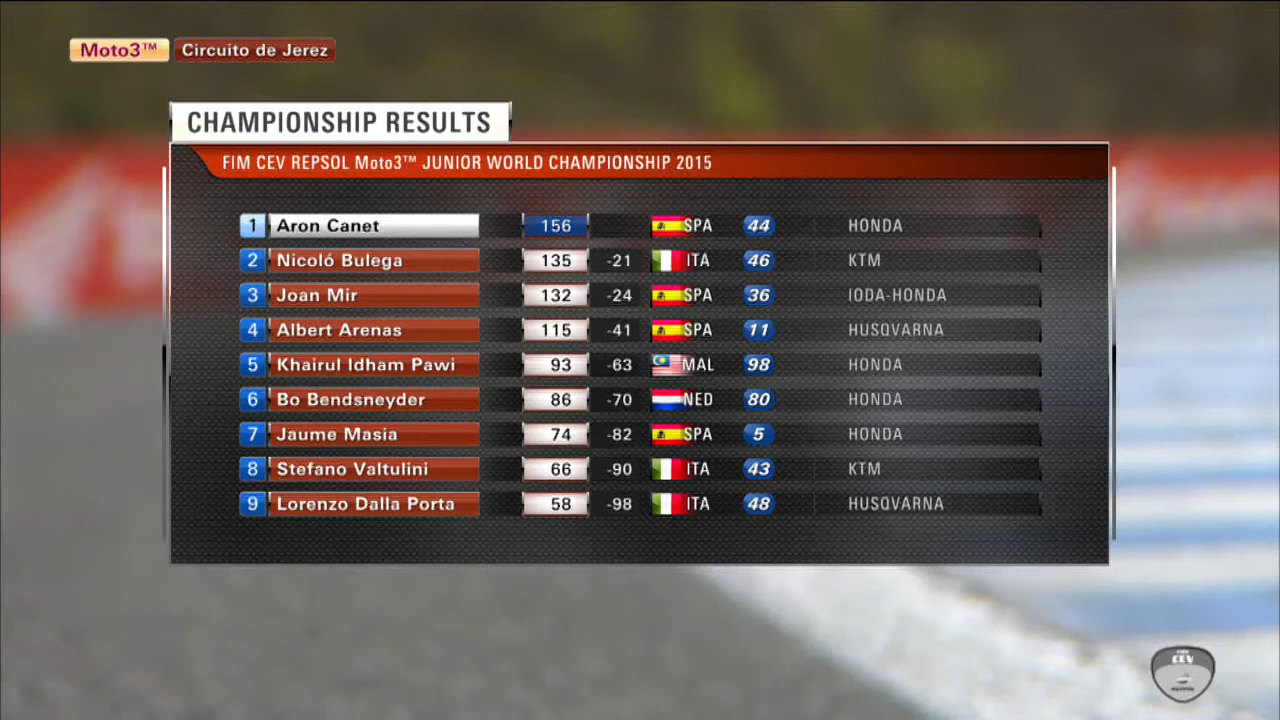 Moto3™ Circuito de Jerez
CHAMPIONSHIP RESULTS
FIM CEV REPSOL Moto3™ JUNIOR WORLD CHAMPIONSHIP 2015
1 Aron Canet 156 SPA 44 HONDA
2 Nicoló Bulega 135 -21 ITA 46 KTM
3 Joan Mir 132 -24 SPA 36 IODA-HONDA
4 Albert Arenas 115 -41 SPA 11 HUSQVARNA
5 Khairul Idham Pawi 93 -63 MAL 98 HONDA
6 Bo Bendsneyder 86 -70 NED 80 HONDA
7 Jaume Masia 74 -82 SPA 5 HONDA
8 Stefano Valtulini 66 -90 ITA 43 KTM
9 Lorenzo Dalla Porta 58 -98 ITA 48 HUSQVARNA
FIM
CEV